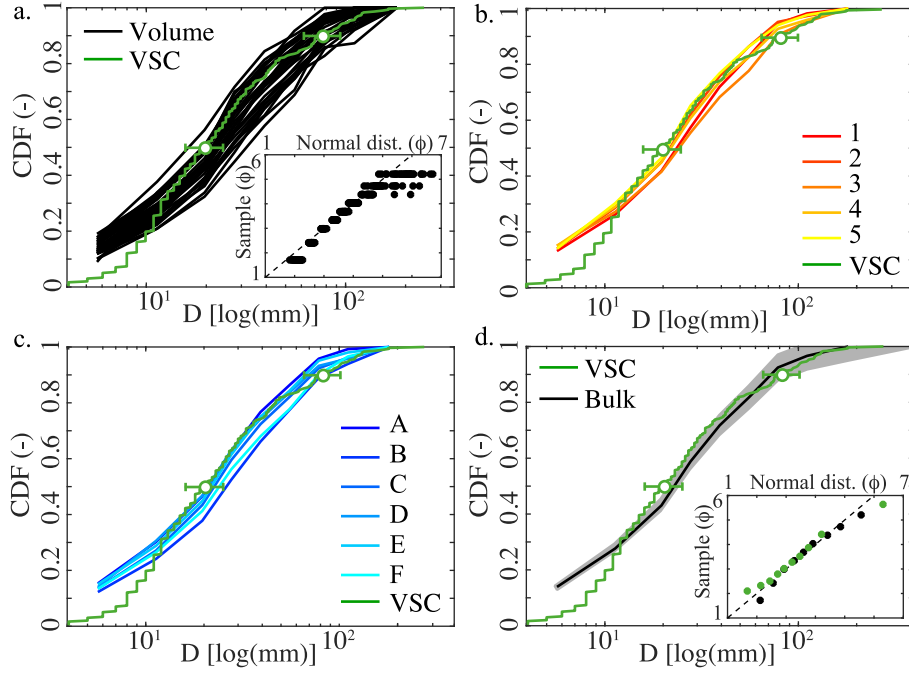 a.
Volume
VSC
CDF (-)
0 0.2 0.4 0.6 0.8 1
10¹ 10²
D [log(mm)]
1 Normal dist. (ϕ) 7
Sample (ϕ)
1 6
b.
CDF (-)
0 0.2 0.4 0.6 0.8 1
1
2
3
4
5
VSC
10¹ 10²
D [log(mm)]
c.
CDF (-)
0 0.2 0.4 0.6 0.8 1
A
B
C
D
E
F
VSC
10¹ 10²
D [log(mm)]
d.
VSC
Bulk
CDF (-)
0 0.2 0.4 0.6 0.8 1
10¹ 10²
D [log(mm)]
1 Normal dist. (ϕ) 7
Sample (ϕ)
1 6